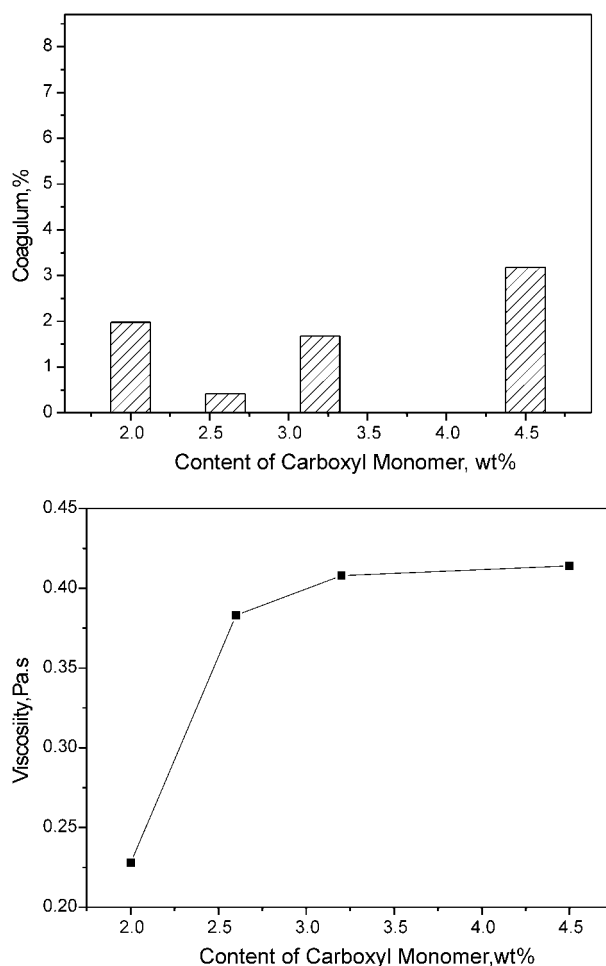 8
7
6
5
4
3
2
1
0
Coagulum,%
2.0 2.5 3.0 3.5 4.0 4.5
Content of Carboxyl Monomer, wt%
0.45
0.40
0.35
0.30
0.25
0.20
Viscosiity,Pa.s
2.0 2.5 3.0 3.5 4.0 4.5
Content of Carboxyl Monomer,wt%